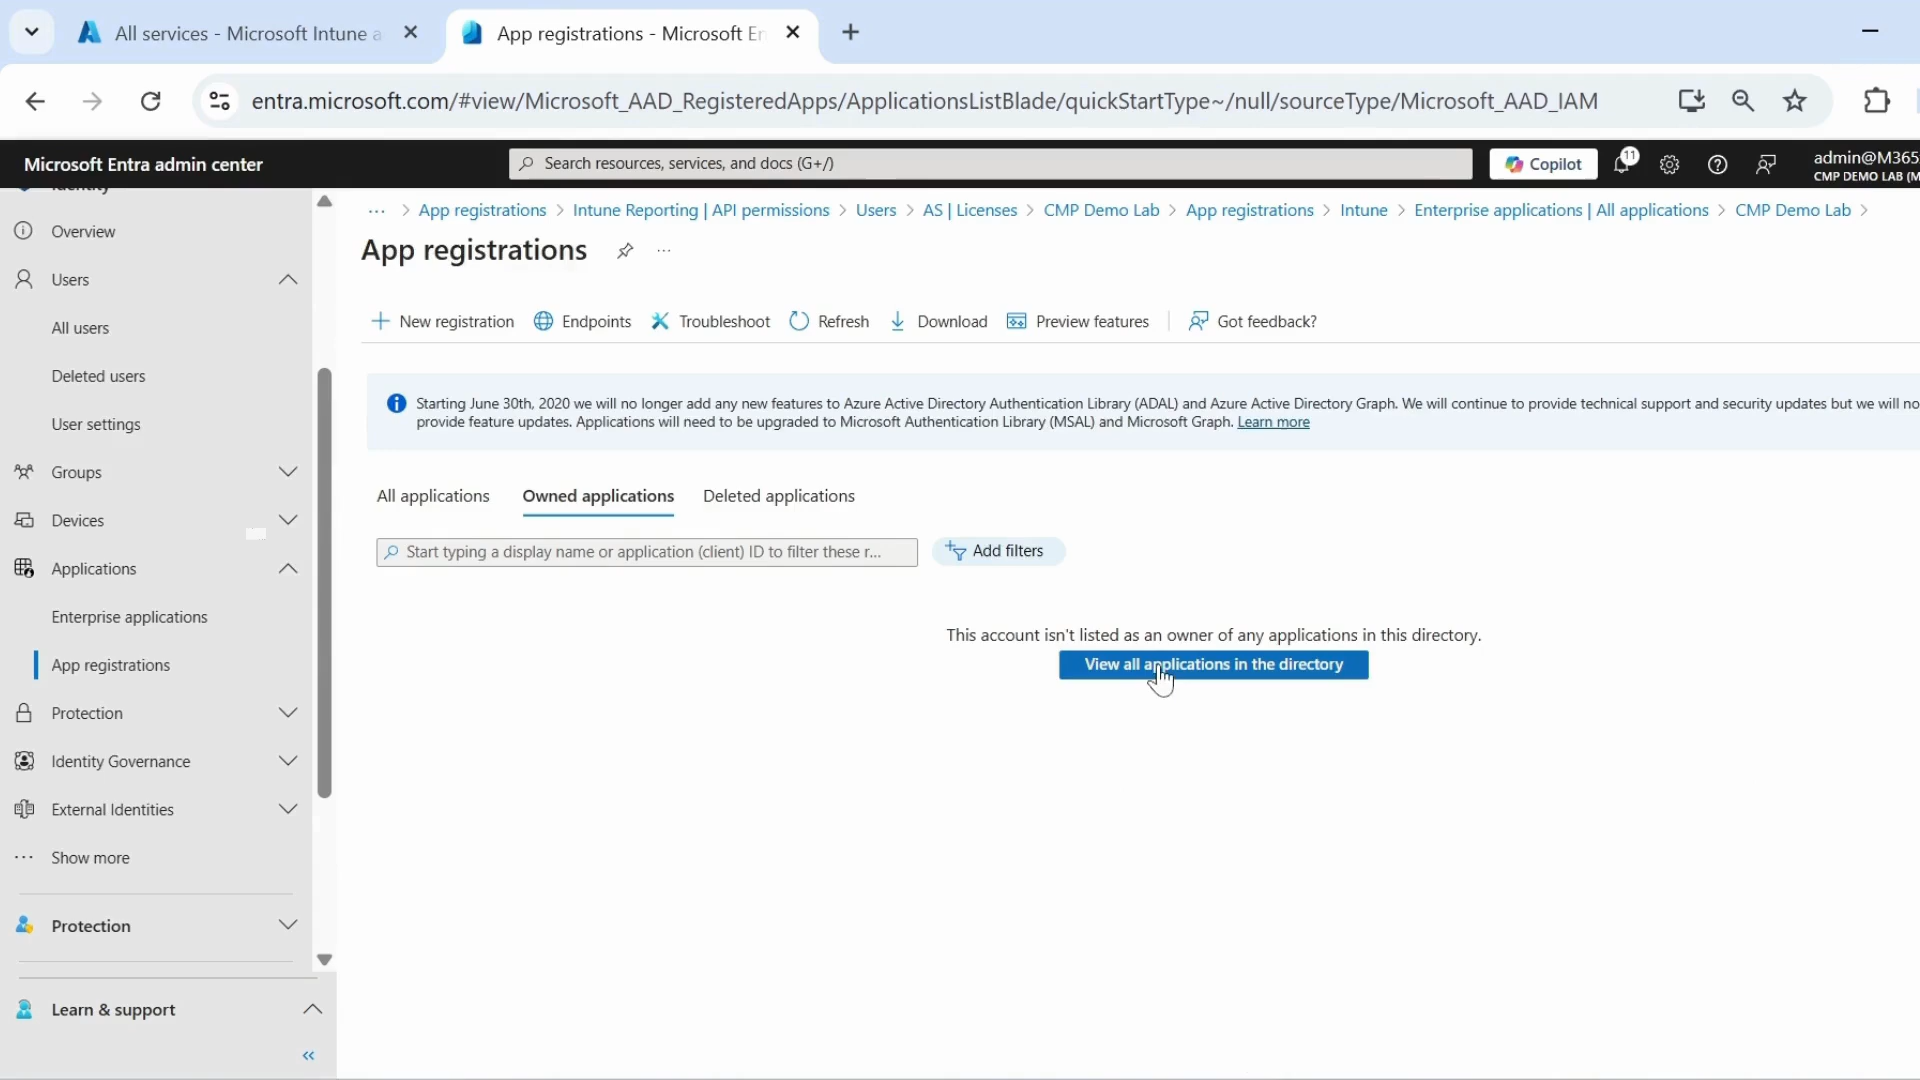 All services - Microsoft Intune a
App registrations - Microsoft En
entra.microsoft.com/#view/Microsoft_AAD_RegisteredApps/ApplicationsListBlade/quickStartType~/null/sourceType/Microsoft_AAD_IAM
Microsoft Entra admin center
Search resources, services, and docs (G+/)
Copilot
11
admin@M365
CMP DEMO LAB (M
Identity
Overview
Users
All users
Deleted users
User settings
Groups
Devices
Applications
Enterprise applications
App registrations
Protection
Identity Governance
External Identities
Show more
Protection
Learn & support
... > App registrations > Intune Reporting | API permissions > Users > AS | Licenses > CMP Demo Lab > App registrations > Intune > Enterprise applications | All applications > CMP Demo Lab >
App registrations
New registration
Endpoints
Troubleshoot
Refresh
Download
Preview features
Got feedback?
Starting June 30th, 2020 we will no longer add any new features to Azure Active Directory Authentication Library (ADAL) and Azure Active Directory Graph. We will continue to provide technical support and security updates but we will no
provide feature updates. Applications will need to be upgraded to Microsoft Authentication Library (MSAL) and Microsoft Graph. Learn more
All applications
Owned applications
Deleted applications
Start typing a display name or application (client) ID to filter these r...
Add filters
This account isn't listed as an owner of any applications in this directory.
View all applications in the directory